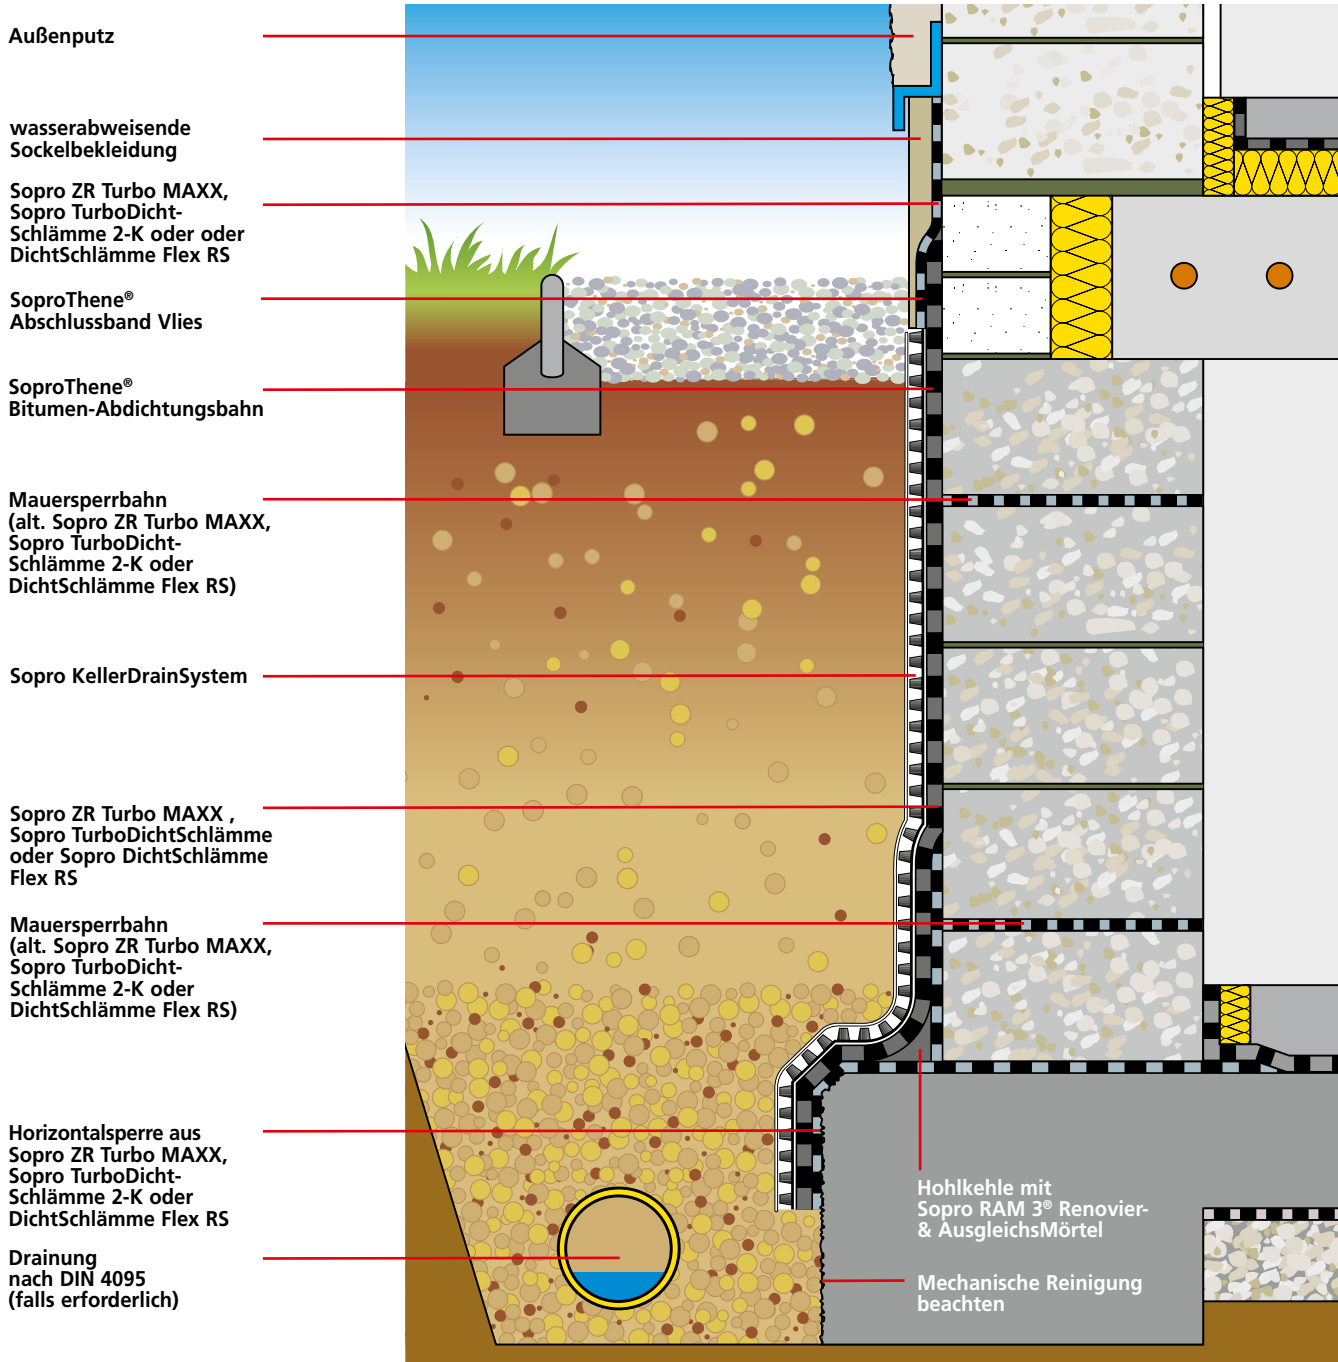 Außenputz
wasserabweisende
Sockelbekleidung
Sopro ZR Turbo MAXX,
Sopro TurboDicht-
Schlämme 2-K oder oder
DichtSchlämme Flex RS
SoproThene®
Abschlussband Vlies
SoproThene®
Bitumen-Abdichtungsbahn
Mauersperrbahn
(alt. Sopro ZR Turbo MAXX,
Sopro TurboDicht-
Schlämme 2-K oder
DichtSchlämme Flex RS)
Sopro KellerDrainSystem
Sopro ZR Turbo MAXX ,
Sopro TurboDichtSchlämme
oder Sopro DichtSchlämme
Flex RS
Mauersperrbahn
(alt. Sopro ZR Turbo MAXX,
Sopro TurboDicht-
Schlämme 2-K oder
DichtSchlämme Flex RS)
Horizontalsperre aus
Sopro ZR Turbo MAXX,
Sopro TurboDicht-
Schlämme 2-K oder
DichtSchlämme Flex RS
Drainung
nach DIN 4095
(falls erforderlich)
Hohlkehle mit
Sopro RAM 3® Renovier-
& AusgleichsMörtel
Mechanische Reinigung
beachten